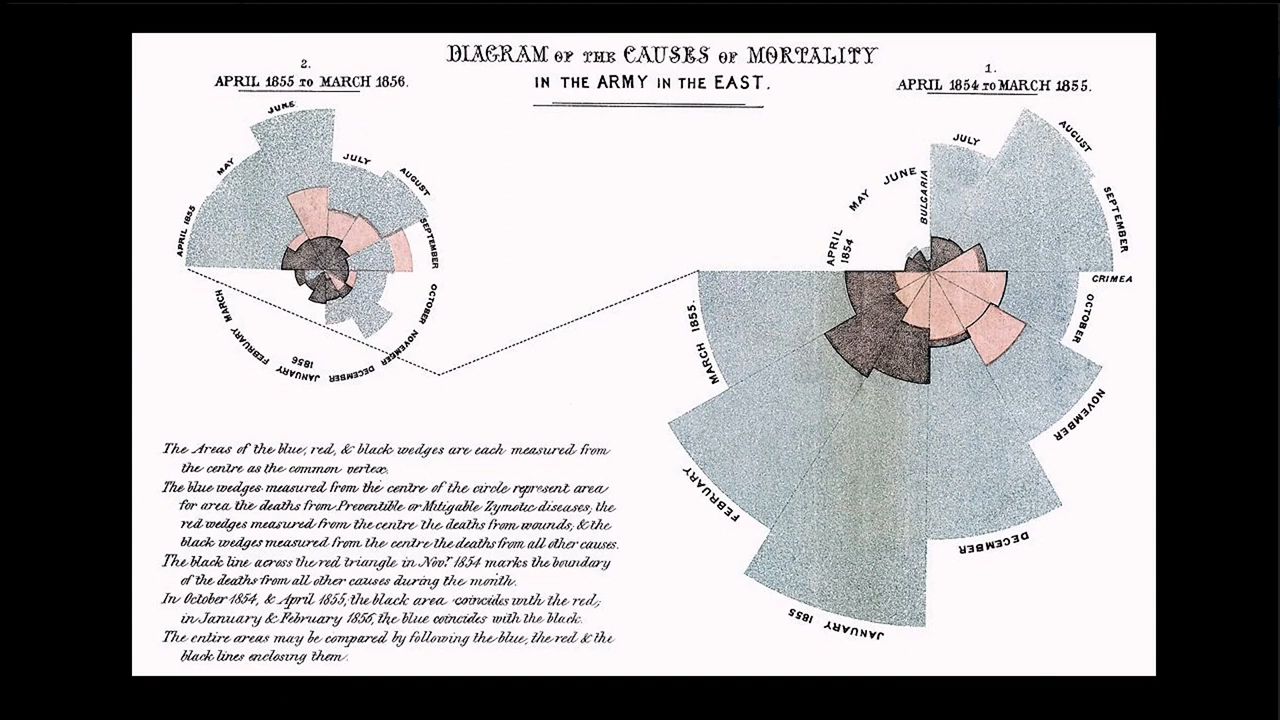 DIAGRAM OF THE CAUSES OF MORTALITY
IN THE ARMY IN THE EAST.
2.
APRIL 1855 TO MARCH 1856.
1.
APRIL 1854 TO MARCH 1855.
APRIL 1855
MAY
JUNE
JULY
AUGUST
SEPTEMBER
OCTOBER
NOVEMBER
DECEMBER
JANUARY
1856
FEBRUARY
MARCH
APRIL
1854
MAY
JUNE
BULGARIA
JULY
AUGUST
SEPTEMBER
CRIMEA
OCTOBER
NOVEMBER
DECEMBER
JANUARY 1855
FEBRUARY
MARCH 1855.
The Areas of the blue, red, & black wedges are each measured from
the centre as the common vertex.
The blue wedges measured from the centre of the circle represent area
for area the deaths from Preventible or Mitigable Zymotic diseases; the
red wedges measured from the centre the deaths from wounds; & the
black wedges measured from the centre the deaths from all other causes.
The black line across the red triangle in Novr. 1854 marks the boundary
of the deaths from all other causes during the month.
In October 1854, & April 1855; the black area coincides with the red;
in January & February 1856, the blue coincides with the black.
The entire areas may be compared by following the blue, the red & the
black lines enclosing them.